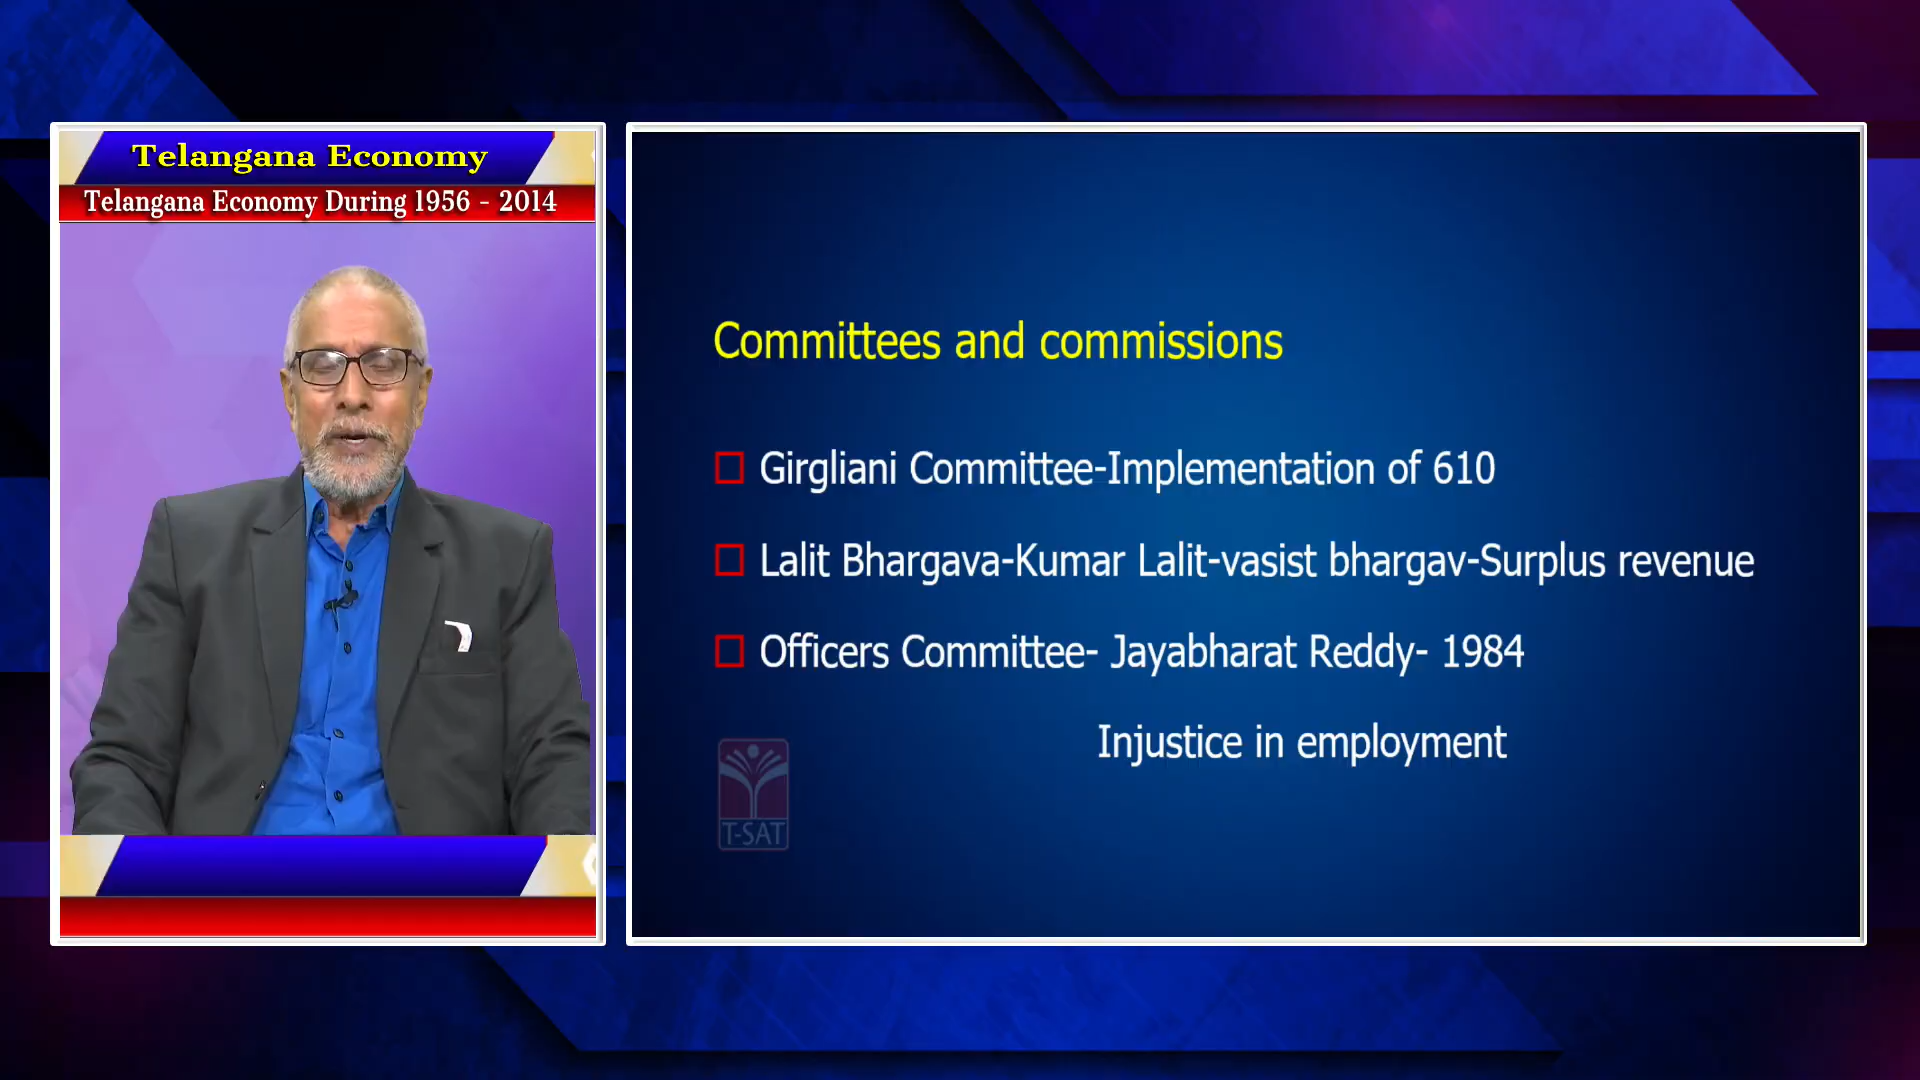 Telangana Economy
Telangana Economy During 1956 - 2014
Committees and commissions
Girgliani Committee-Implementation of 610
Lalit Bhargava-Kumar Lalit-vasist bhargav-Surplus revenue
Officers Committee- Jayabharat Reddy- 1984
Injustice in employment
T-SAT